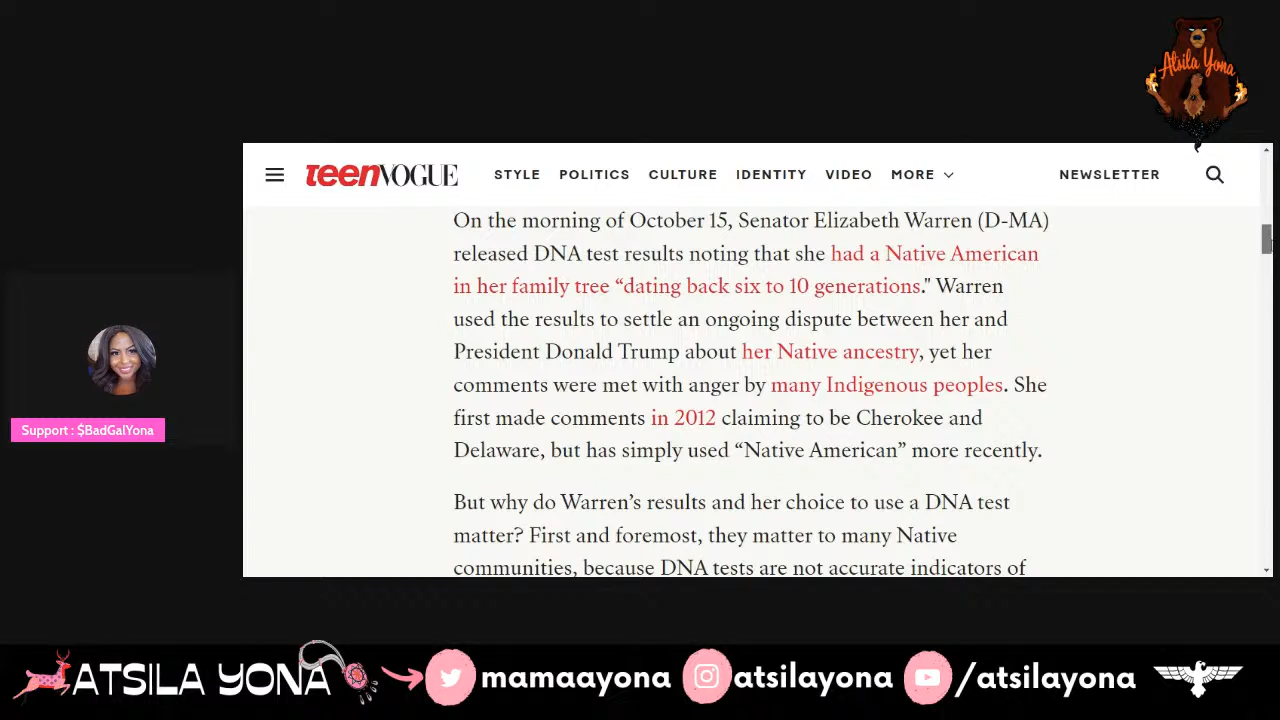 Atsila Yona
teenVOGUE
STYLE POLITICS CULTURE IDENTITY VIDEO MORE NEWSLETTER
On the morning of October 15, Senator Elizabeth Warren (D-MA)
released DNA test results noting that she had a Native American
in her family tree “dating back six to 10 generations." Warren
used the results to settle an ongoing dispute between her and
President Donald Trump about her Native ancestry, yet her
comments were met with anger by many Indigenous peoples. She
first made comments in 2012 claiming to be Cherokee and
Delaware, but has simply used “Native American” more recently.
But why do Warren’s results and her choice to use a DNA test
matter? First and foremost, they matter to many Native
communities, because DNA tests are not accurate indicators of
Support : $BadGalYona
ATSILA YONA mamaayona atsilayona /atsilayona